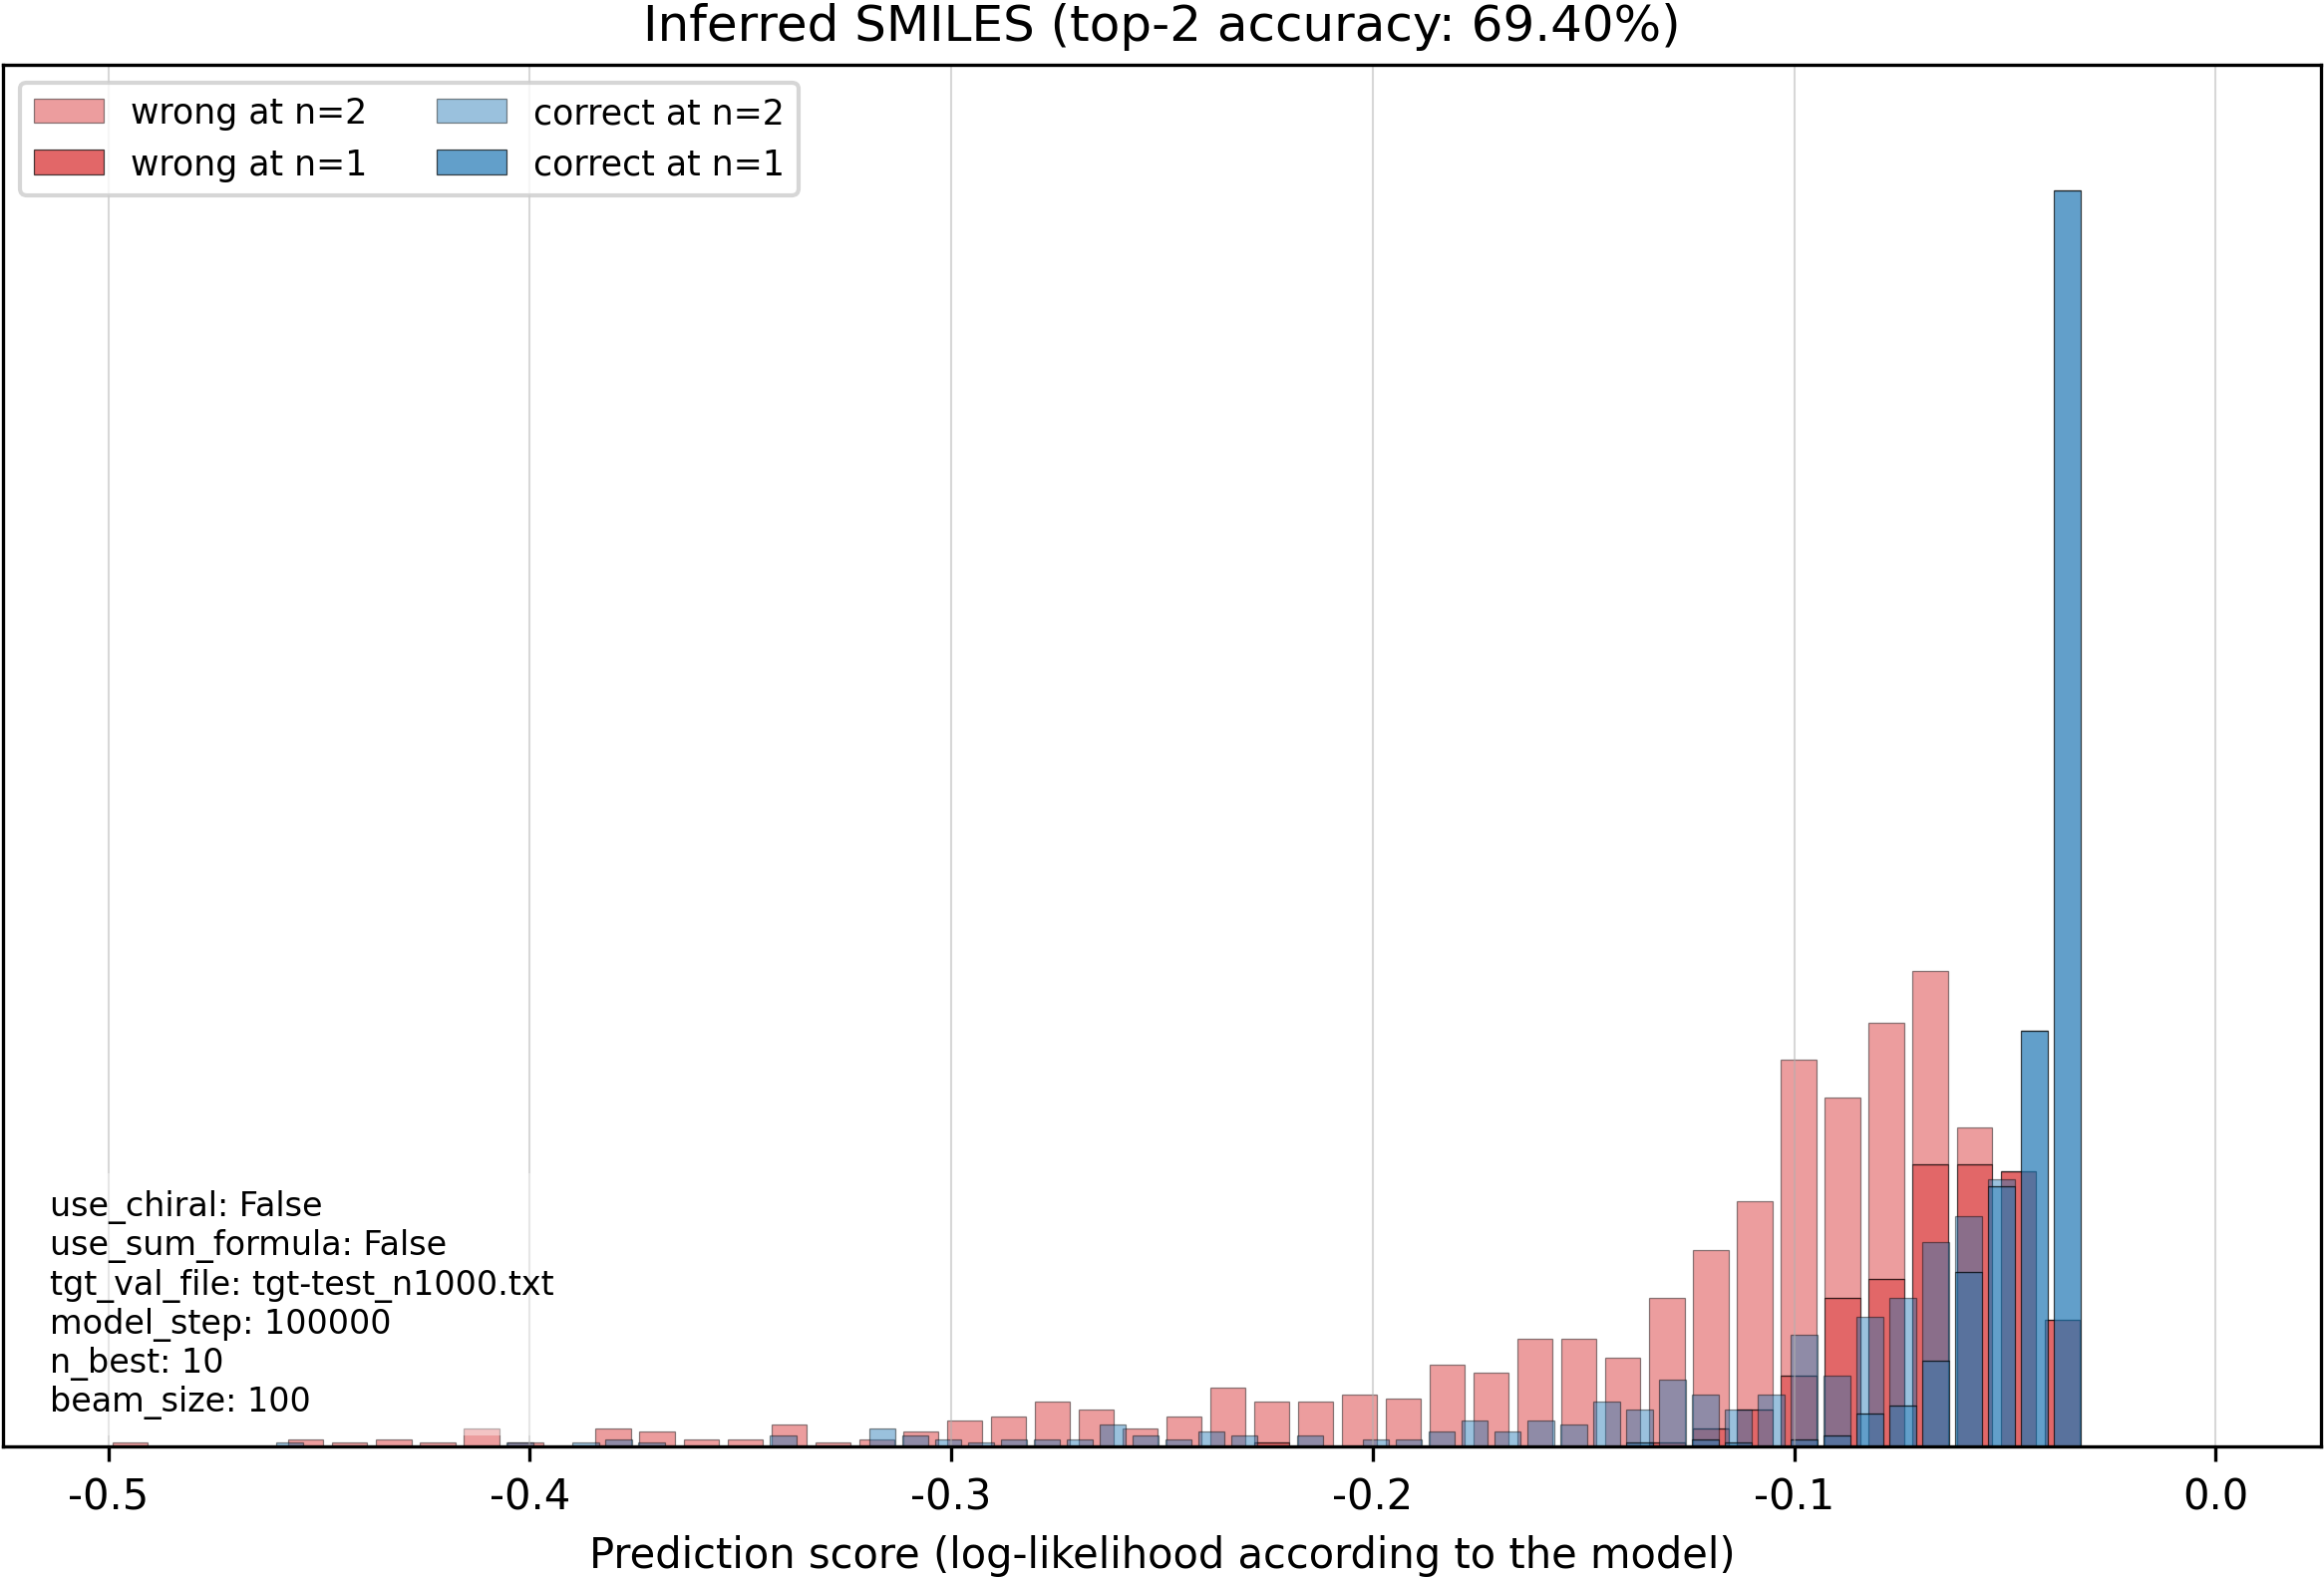 Inferred SMILES (top-2 accuracy: 69.40%)
wrong at n=2
correct at n=2
wrong at n=1
correct at n=1
use_chiral: False
use_sum_formula: False
tgt_val_file: tgt-test_n1000.txt
model_step: 100000
n_best: 10
beam_size: 100
-0.5 -0.4 -0.3 -0.2 -0.1 0.0
Prediction score (log-likelihood according to the model)